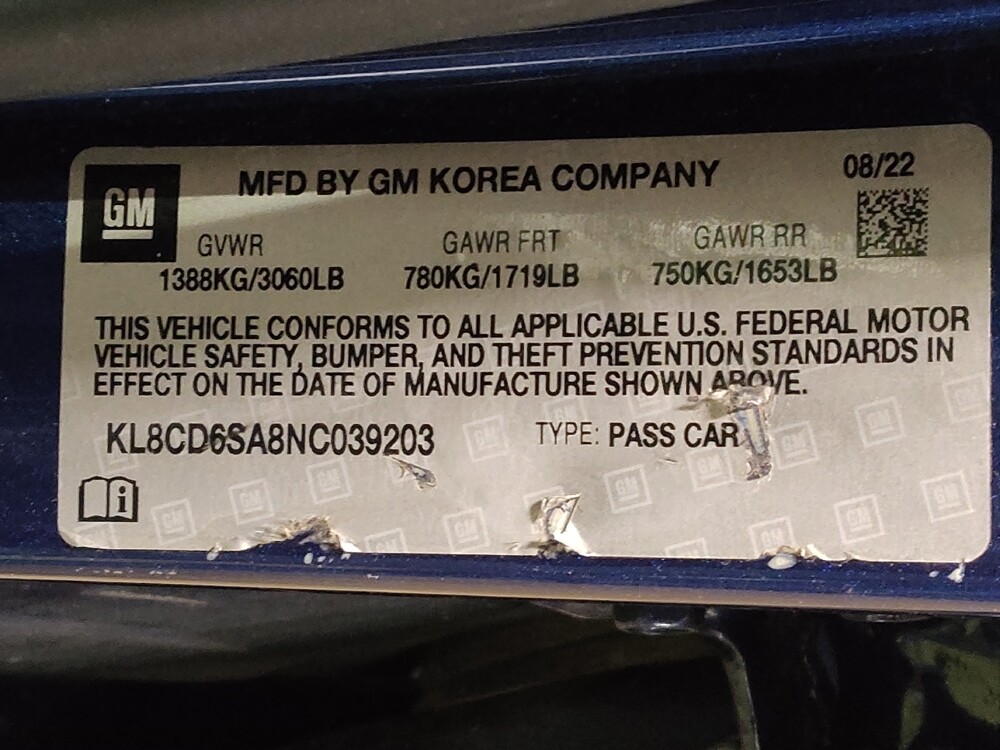 GM
MFD BY GM KOREA COMPANY
08/22
GVWR GAWR FRT GAWR RR
1388KG/3060LB 780KG/1719LB 750KG/1653LB
THIS VEHICLE CONFORMS TO ALL APPLICABLE U.S. FEDERAL MOTOR
VEHICLE SAFETY, BUMPER, AND THEFT PREVENTION STANDARDS IN
EFFECT ON THE DATE OF MANUFACTURE SHOWN ABOVE.
KL8CD6SA8NC039203 TYPE: PASS CAR